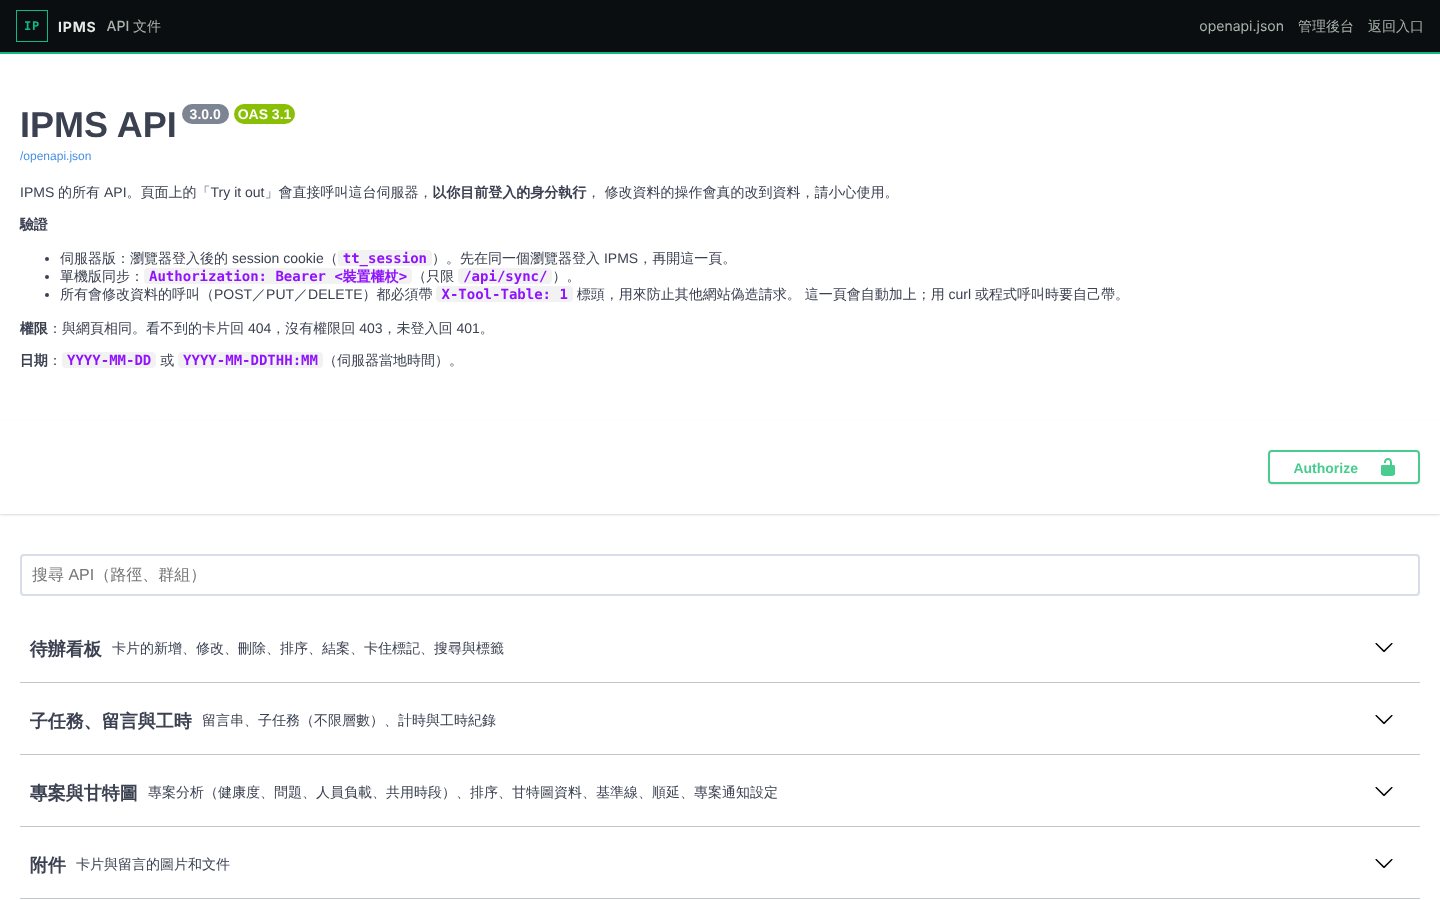 IP IPMS API 文件 openapi.json 管理後台 返回入口
IPMS API 3.0.0 OAS 3.1
/openapi.json
IPMS 的所有 API。頁面上的「Try it out」會直接呼叫這台伺服器，以你目前登入的身分執行， 修改資料的操作會真的改到資料，請小心使用。
驗證
伺服器版：瀏覽器登入後的 session cookie（tt_session）。先在同一個瀏覽器登入 IPMS，再開這一頁。
單機版同步：Authorization: Bearer <裝置權杖>（只限 /api/sync/）。
所有會修改資料的呼叫（POST／PUT／DELETE）都必須帶 X-Tool-Table: 1 標頭，用來防止其他網站偽造請求。 這一頁會自動加上；用 curl 或程式呼叫時要自己帶。
權限：與網頁相同。看不到的卡片回 404，沒有權限回 403，未登入回 401。
日期：YYYY-MM-DD 或 YYYY-MM-DDTHH:MM（伺服器當地時間）。
Authorize
搜尋 API（路徑、群組）
待辦看板 卡片的新增、修改、刪除、排序、結案、卡住標記、搜尋與標籤
子任務、留言與工時 留言串、子任務（不限層數）、計時與工時紀錄
專案與甘特圖 專案分析（健康度、問題、人員負載、共用時段）、排序、甘特圖資料、基準線、順延、專案通知設定
附件 卡片與留言的圖片和文件